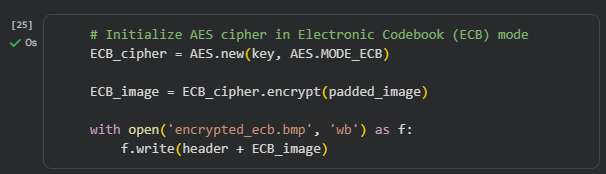 [25]
0s
# Initialize AES cipher in Electronic Codebook (ECB) mode
ECB_cipher = AES.new(key, AES.MODE_ECB)
ECB_image = ECB_cipher.encrypt(padded_image)
with open('encrypted_ecb.bmp', 'wb') as f:
    f.write(header + ECB_image)